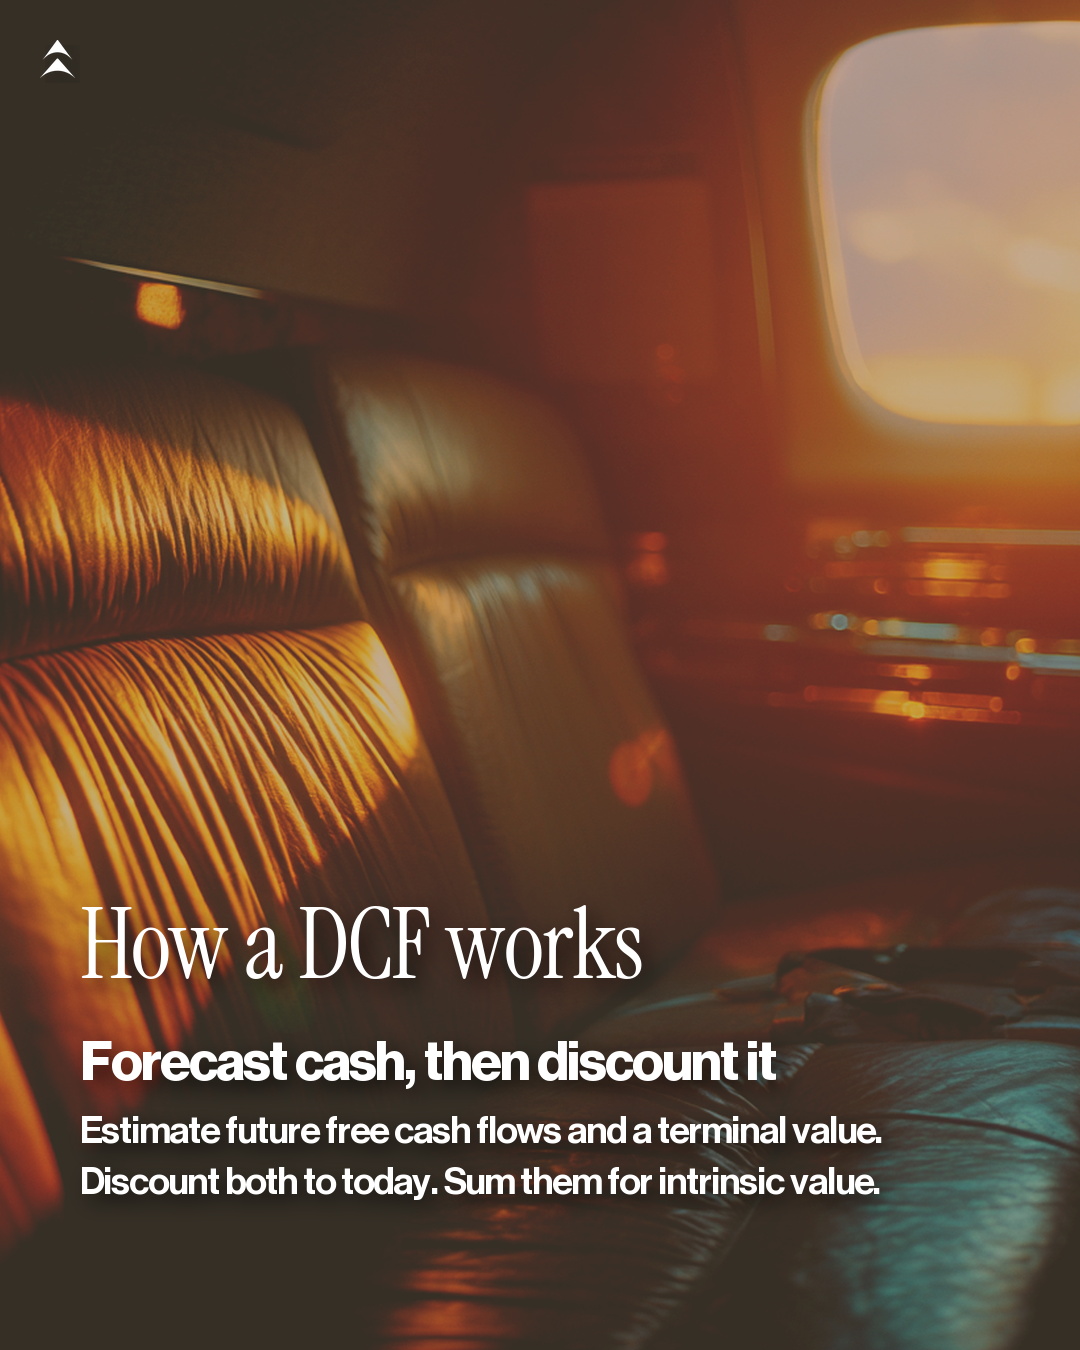 How a DCF works
Forecast cash, then discount it
Estimate future free cash flows and a terminal value.
Discount both to today. Sum them for intrinsic value.